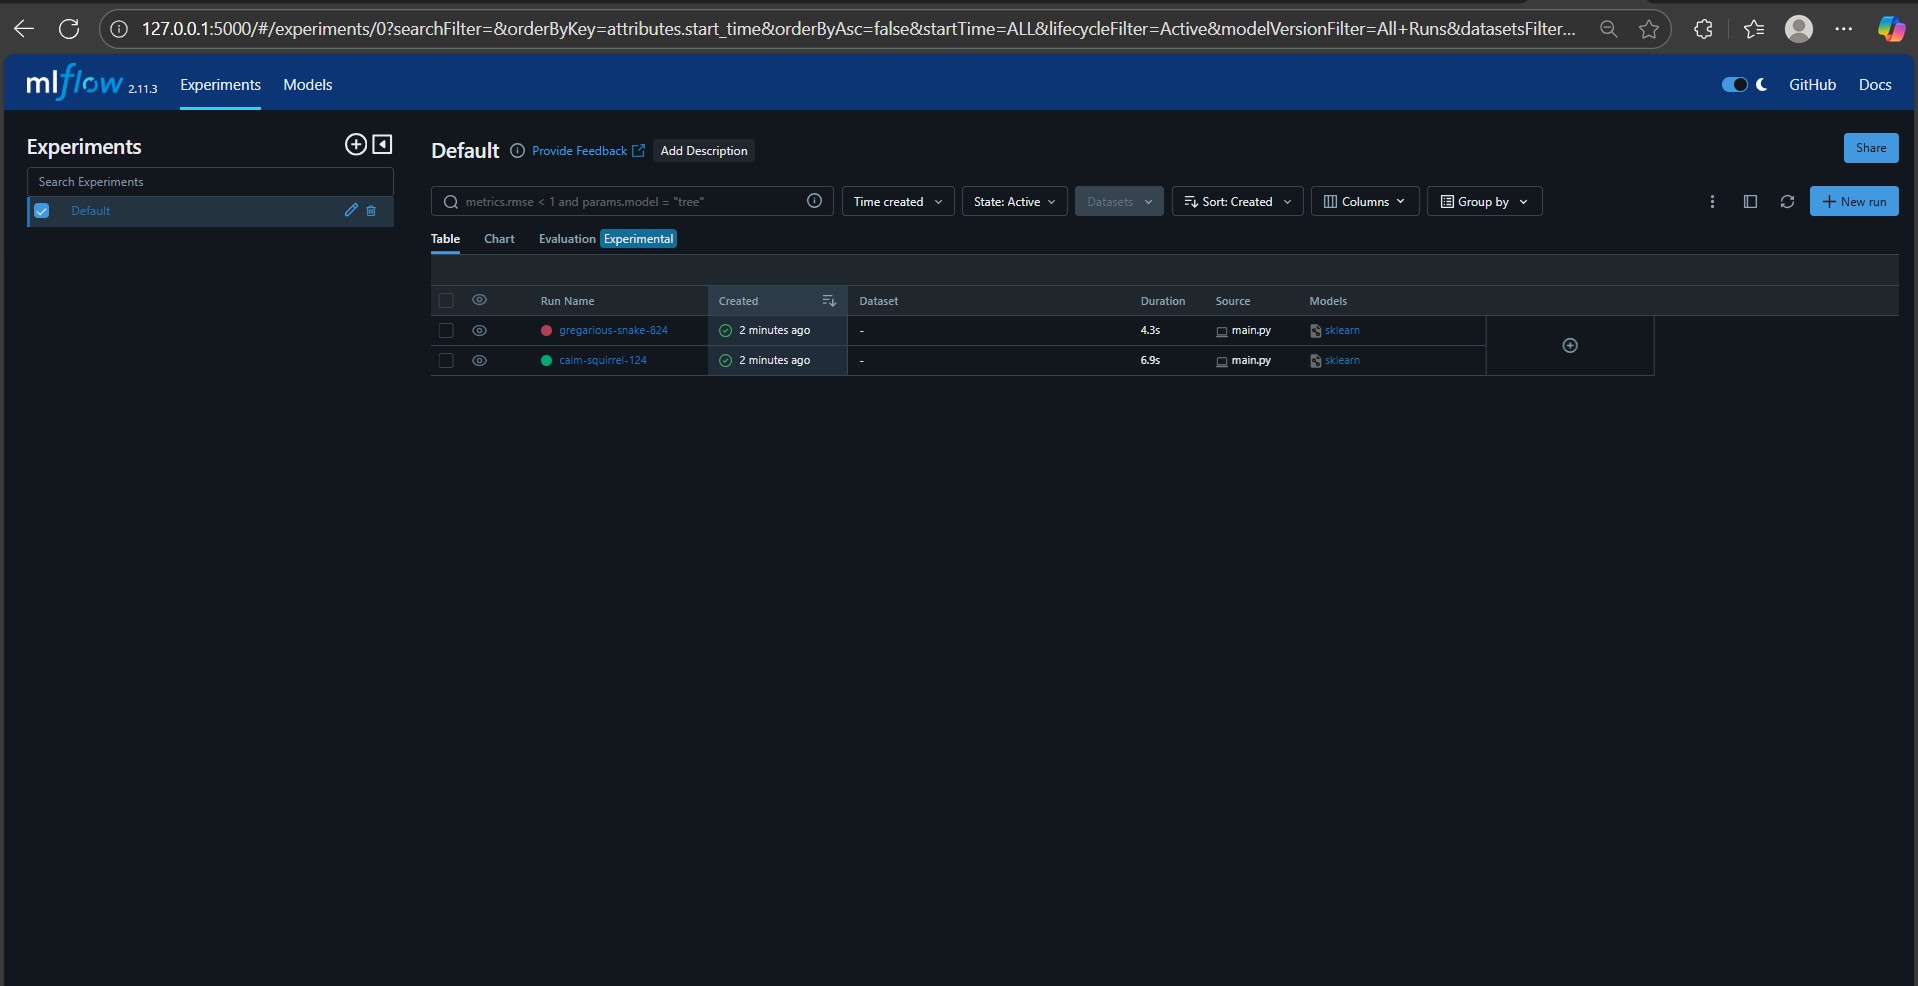 127.0.0.1:5000/#/experiments/0?searchFilter=&orderByKey=attributes.start_time&orderByAsc=false&startTime=ALL&lifecycleFilter=Active&modelVersionFilter=All+Runs&datasetsFilter...
mlflow 2.11.3 Experiments Models GitHub Docs
Experiments
Search Experiments
Default
Default Provide Feedback Add Description Share
metrics.rmse < 1 and params.model = "tree" Time created State: Active Datasets Sort: Created Columns Group by New run
Table Chart Evaluation Experimental
Run Name Created Dataset Duration Source Models
gregarious-snake-824 2 minutes ago - 4.3s main.py sklearn
calm-squirrel-124 2 minutes ago - 6.9s main.py sklearn